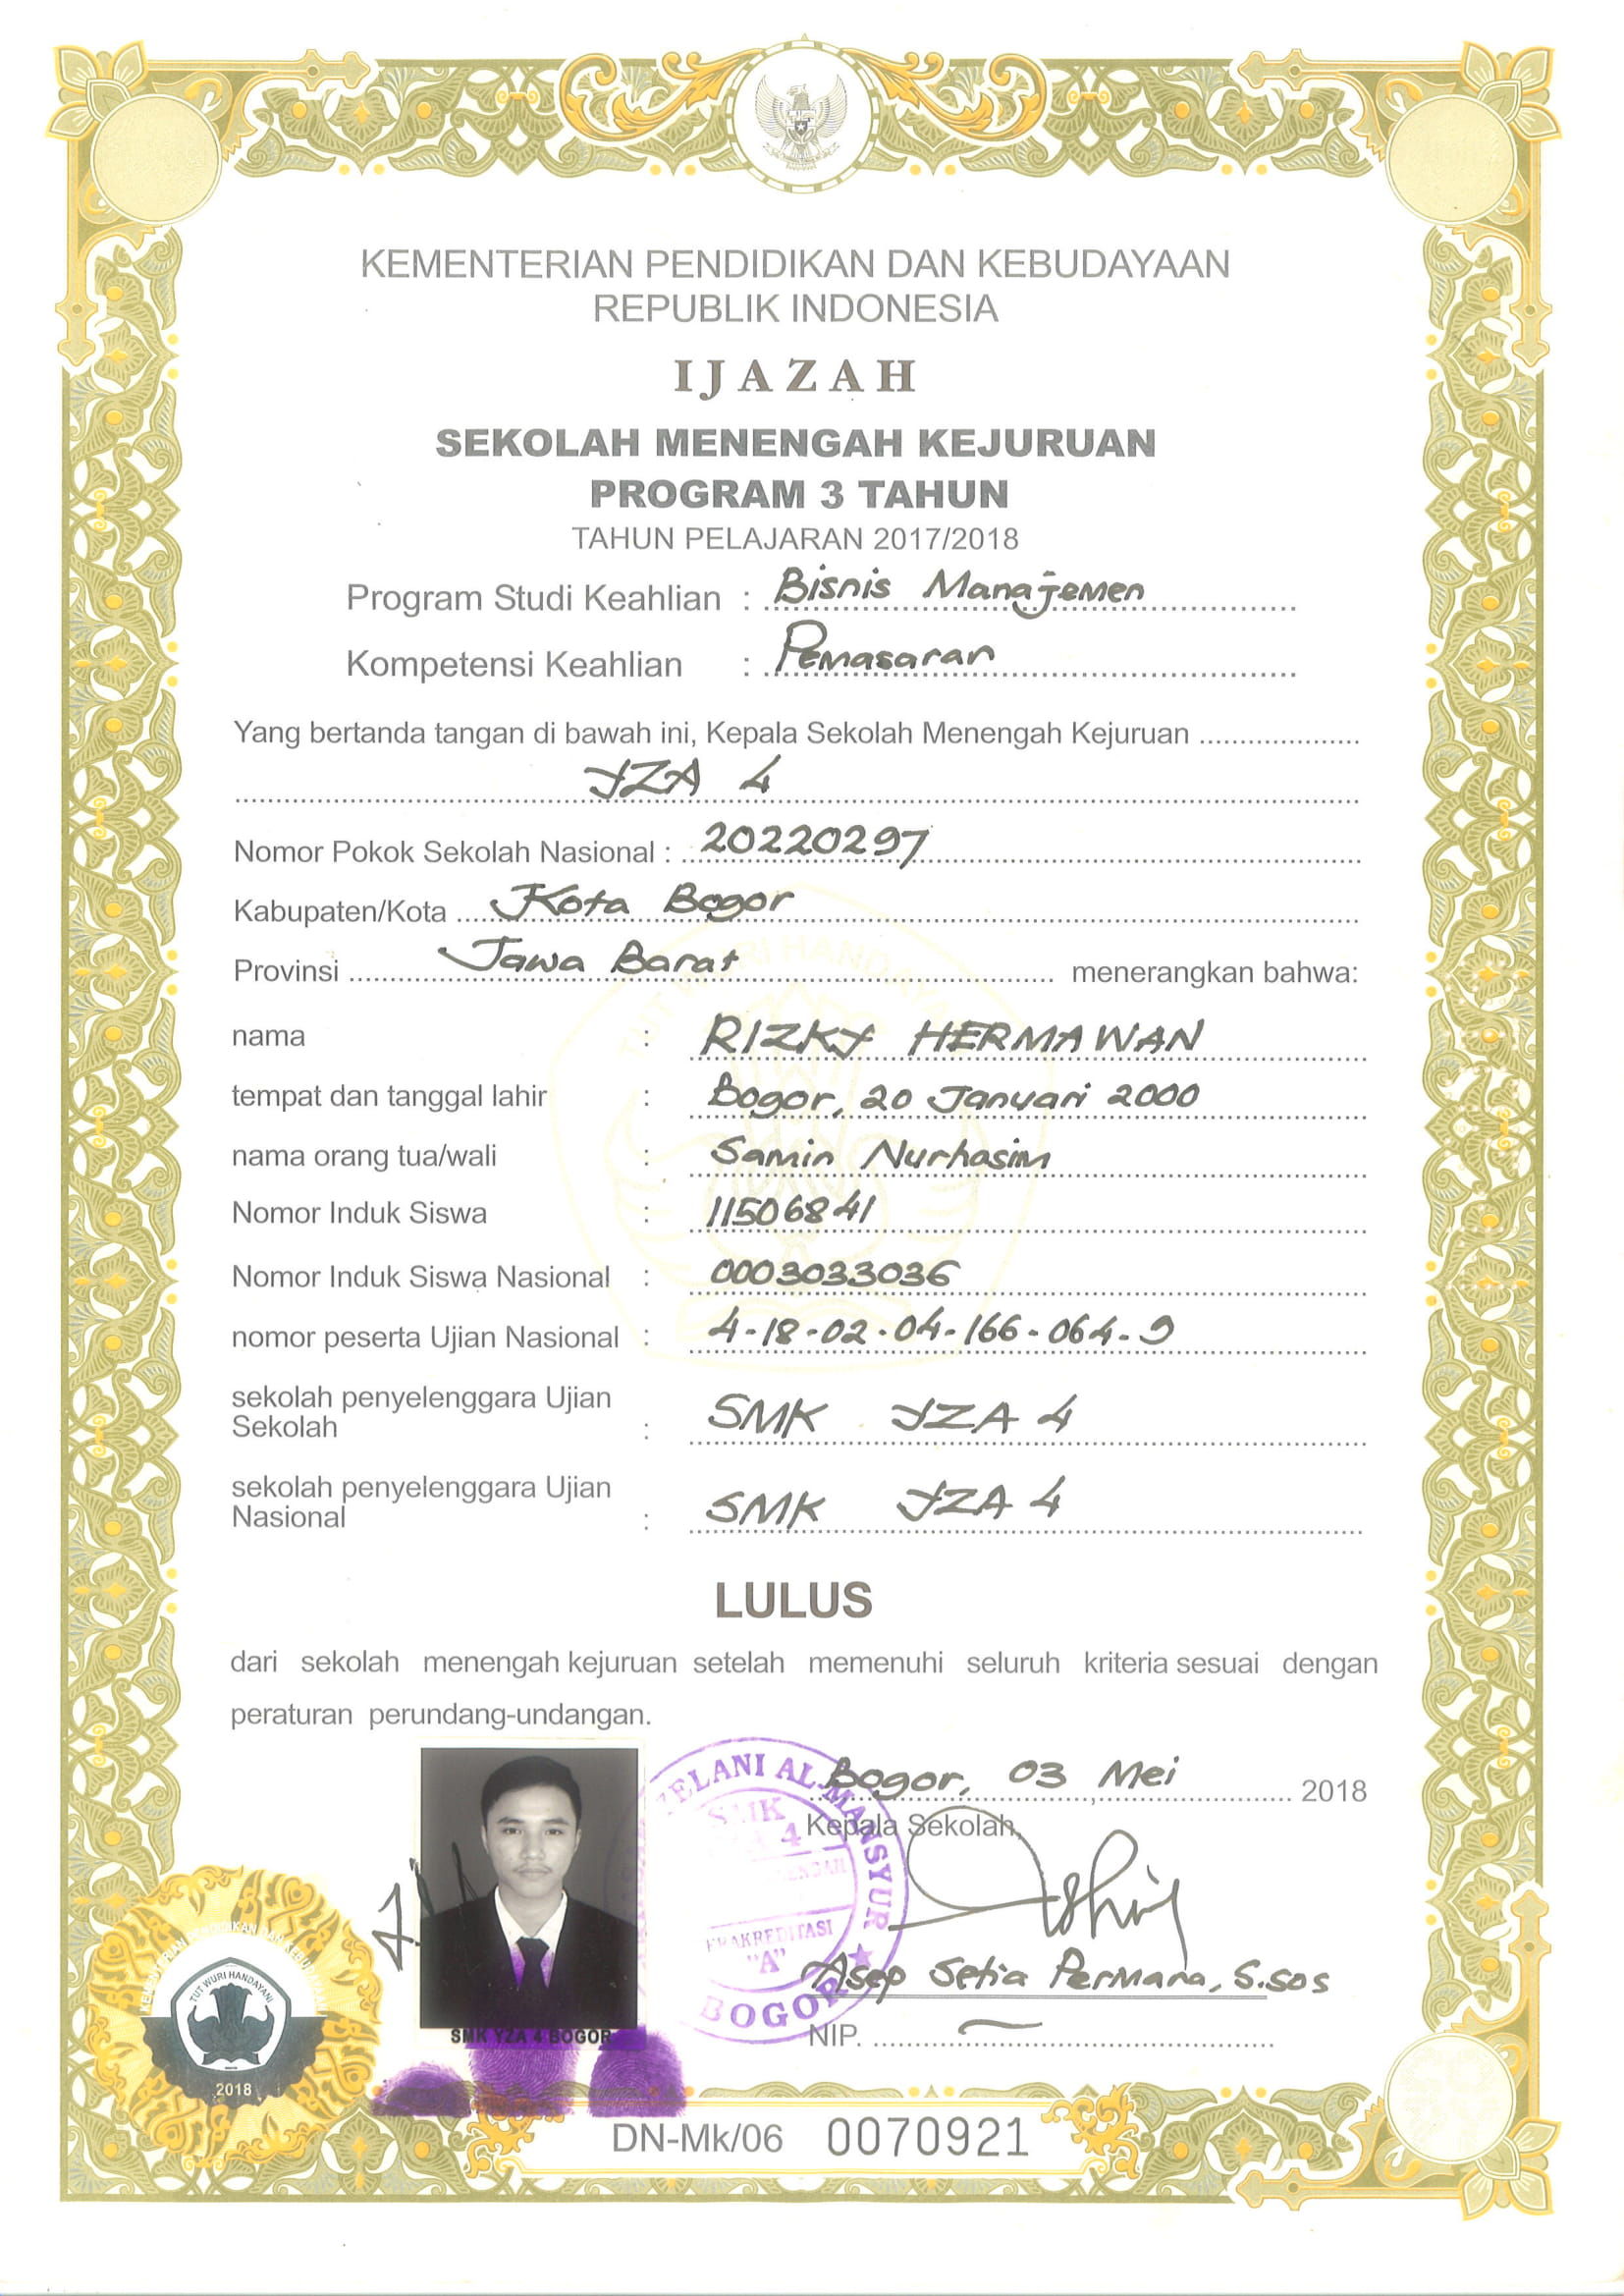 KEMENTERIAN PENDIDIKAN DAN KEBUDAYAAN
REPUBLIK INDONESIA
IJAZAH
SEKOLAH MENENGAH KEJURUAN
PROGRAM 3 TAHUN
TAHUN PELAJARAN 2017/2018
Program Studi Keahlian : Bisnis Manajemen
Kompetensi Keahlian : Pemasaran
Yang bertanda tangan di bawah ini, Kepala Sekolah Menengah Kejuruan
YZA 4
Nomor Pokok Sekolah Nasional : 20220297
Kabupaten/Kota Kota Bogor
Provinsi Jawa Barat menerangkan bahwa:
nama : RIZKY HERMAWAN
tempat dan tanggal lahir : Bogor, 20 Januari 2000
nama orang tua/wali : Samin Nurhasim
Nomor Induk Siswa : 11506841
Nomor Induk Siswa Nasional : 0003033036
nomor peserta Ujian Nasional : 4-18-02-04-166-064-9
sekolah penyelenggara Ujian
Sekolah : SMK YZA 4
sekolah penyelenggara Ujian
Nasional : SMK YZA 4
LULUS
dari sekolah menengah kejuruan setelah memenuhi seluruh kriteria sesuai dengan
peraturan perundang-undangan.
Bogor, 03 Mei 2018
Kepala Sekolah,
Asep Setia Permana, S.Sos
NIP. -
AL-MANSYUR
SMK
"A"
BOGOR
SMK YZA 4 BOGOR
KEMENTERIAN PENDIDIKAN DAN KEBUDAYAAN
TUT WURI HANDAYANI
2018
DN-Mk/06 0070921